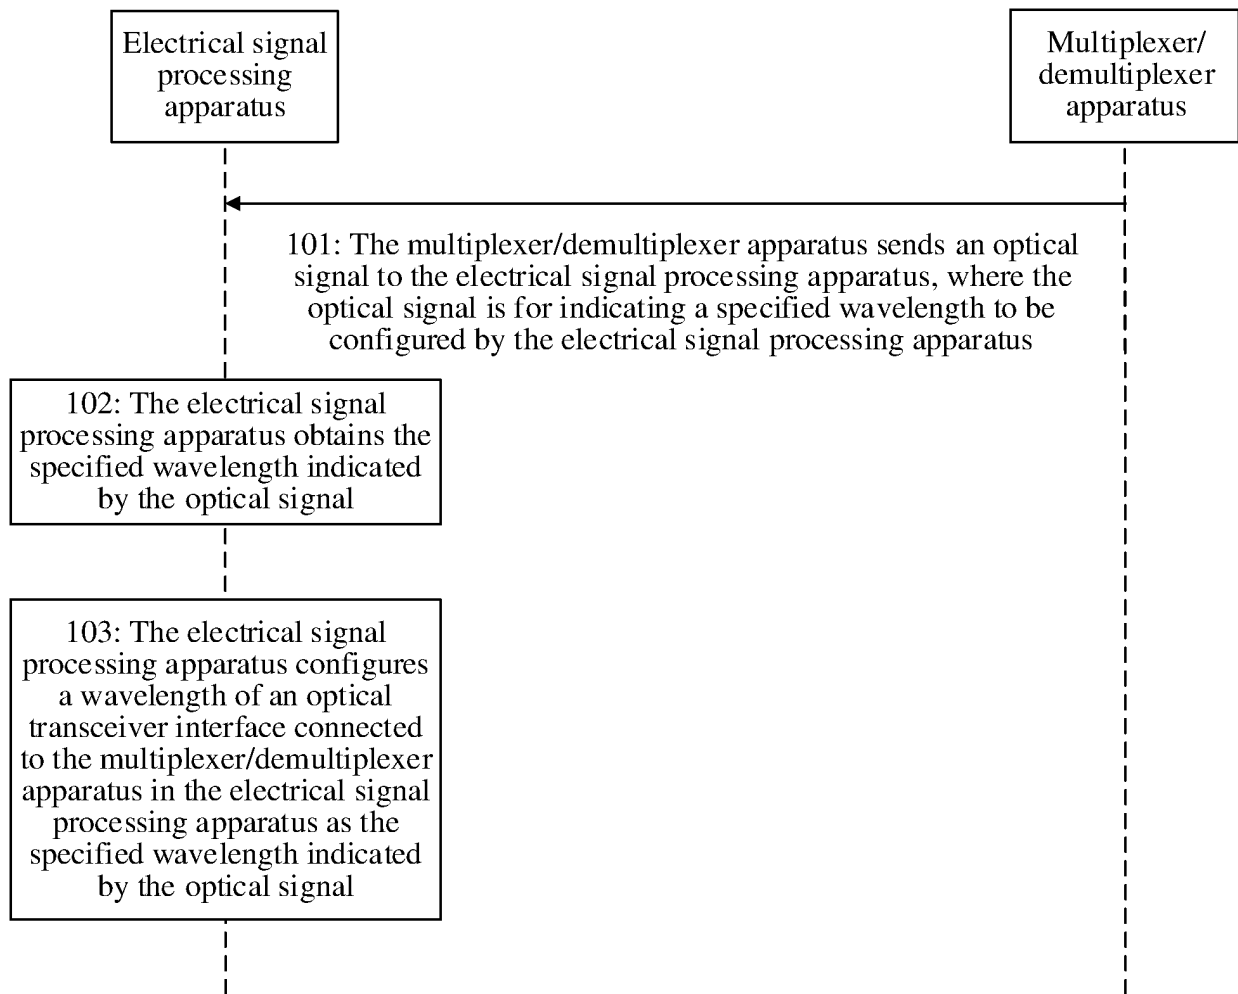 Electrical signal
processing
apparatus
Multiplexer/
demultiplexer
apparatus
101: The multiplexer/demultiplexer apparatus sends an optical
signal to the electrical signal processing apparatus, where the
optical signal is for indicating a specified wavelength to be
configured by the electrical signal processing apparatus
102: The electrical signal
processing apparatus obtains the
specified wavelength indicated
by the optical signal
103: The electrical signal
processing apparatus configures
a wavelength of an optical
transceiver interface connected
to the multiplexer/demultiplexer
apparatus in the electrical signal
processing apparatus as the
specified wavelength indicated
by the optical signal